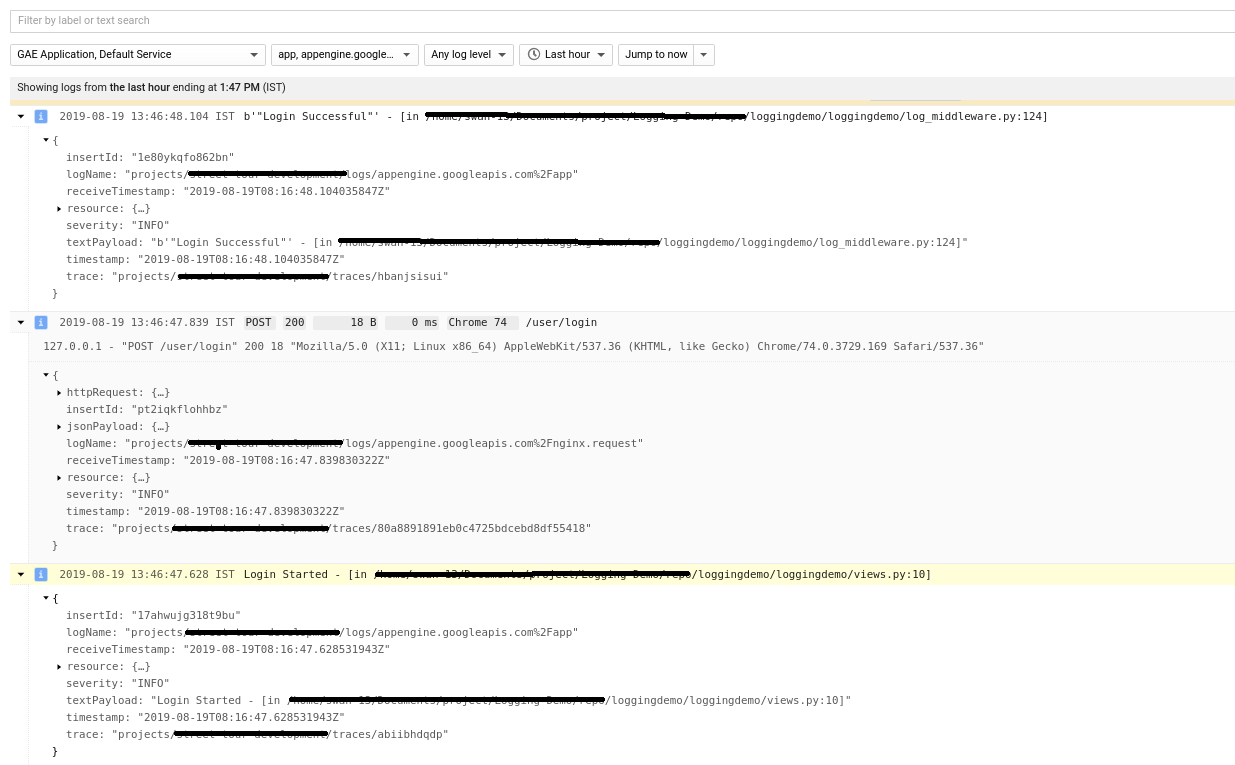 Filter by label or text search
GAE Application, Default Service app, appengine.google... Any log level Last hour Jump to now
Showing logs from the last hour ending at 1:47 PM (IST)
i 2019-08-19 13:46:48.104 IST b'"Login Successful"' - [in /loggingdemo/loggingdemo/log_middleware.py:124]
{
insertId: "1e80ykqfo862bn"
logName: "projects/ logs/appengine.googleapis.com%2Fapp"
receiveTimestamp: "2019-08-19T08:16:48.104035847Z"
resource: {…}
severity: "INFO"
textPayload: "b'"Login Successful"' - [in /loggingdemo/loggingdemo/log_middleware.py:124]"
timestamp: "2019-08-19T08:16:48.104035847Z"
trace: "projects/ /traces/hbanjsisui"
}
i 2019-08-19 13:46:47.839 IST POST 200 18 B 0 ms Chrome 74 /user/login
127.0.0.1 - "POST /user/login" 200 18 "Mozilla/5.0 (X11; Linux x86_64) AppleWebKit/537.36 (KHTML, like Gecko) Chrome/74.0.3729.169 Safari/537.36"
{
httpRequest: {…}
insertId: "pt2iqkflohhbz"
jsonPayload: {…}
logName: "projects/ /logs/appengine.googleapis.com%2Fnginx.request"
receiveTimestamp: "2019-08-19T08:16:47.839830322Z"
resource: {…}
severity: "INFO"
timestamp: "2019-08-19T08:16:47.839830322Z"
trace: "projects/ /traces/80a8891891eb0c4725bdcebd8df55418"
}
i 2019-08-19 13:46:47.628 IST Login Started - [in /loggingdemo/loggingdemo/views.py:10]
{
insertId: "17ahwujg318t9bu"
logName: "projects/ /logs/appengine.googleapis.com%2Fapp"
receiveTimestamp: "2019-08-19T08:16:47.628531943Z"
resource: {…}
severity: "INFO"
textPayload: "Login Started - [in /loggingdemo/loggingdemo/views.py:10]"
timestamp: "2019-08-19T08:16:47.628531943Z"
trace: "projects/ /traces/abiibhdqdp"
}